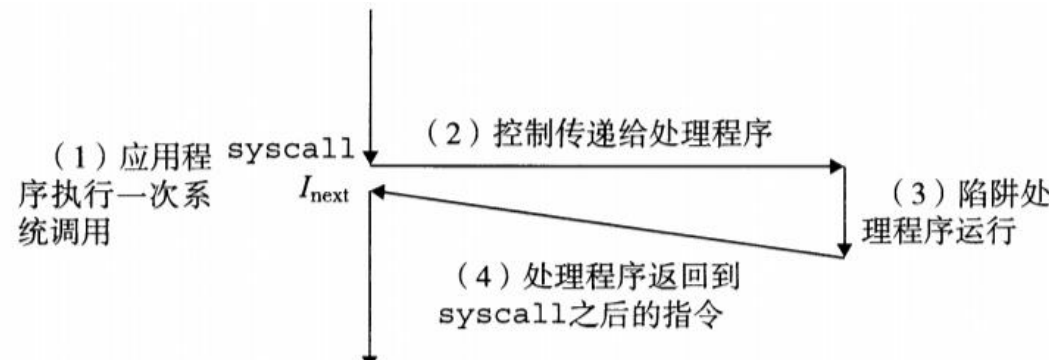 （1）应用程
序执行一次系
统调用
syscall
Inext
（2）控制传递给处理程序
（3）陷阱处
理程序运行
（4）处理程序返回到
syscall之后的指令